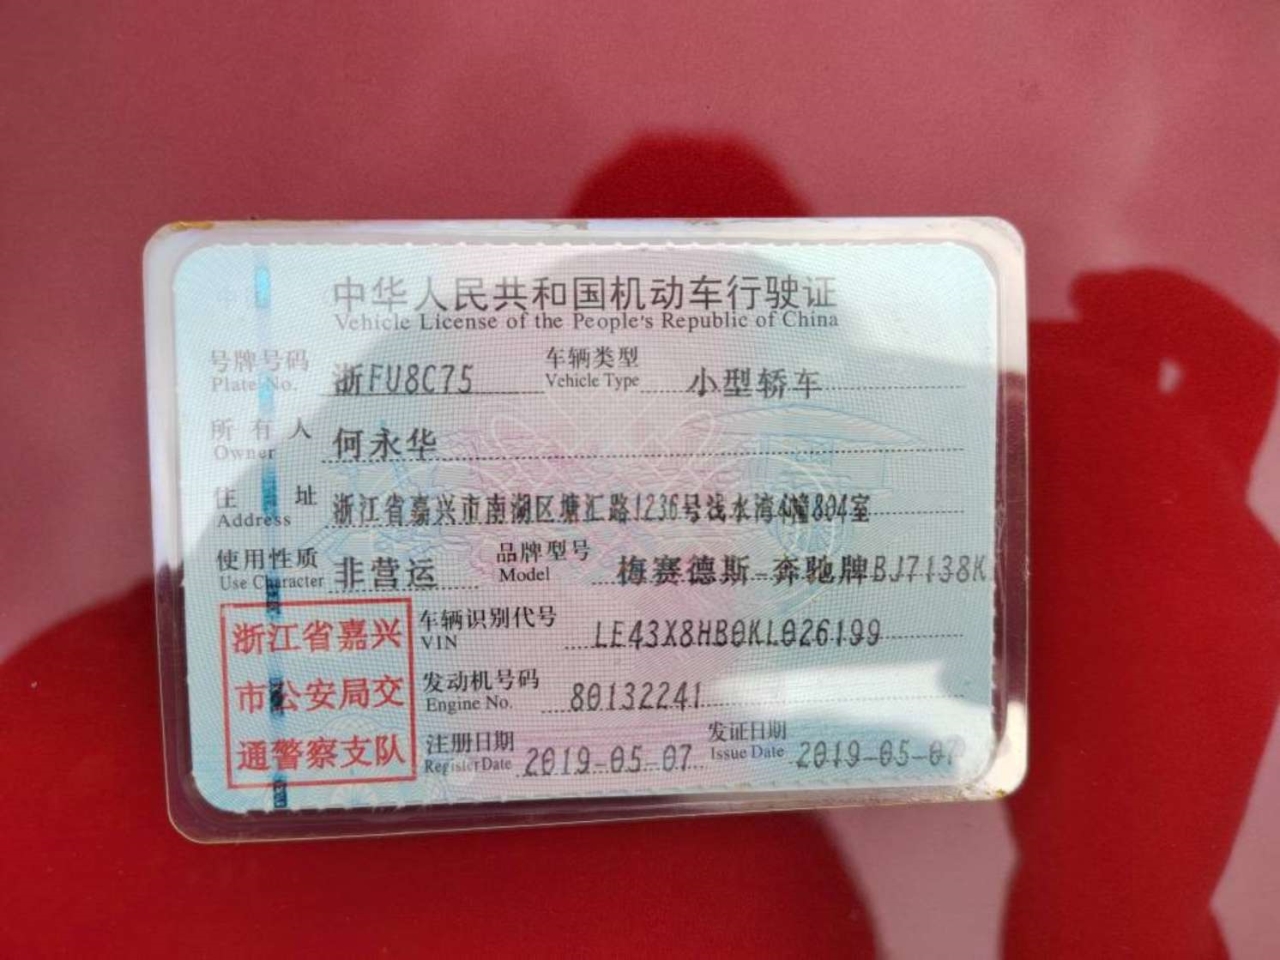 中华人民共和国机动车行驶证
Vehicle License of the People's Republic of China
号牌号码 浙FU8C75 车辆类型 小型轿车
Plate No. Vehicle Type
所有人 何永华
Owner
住址 浙江省嘉兴市南湖区塘汇路1236号浅水湾4幢804室
Address
使用性质 非营运 品牌型号 梅赛德斯-奔驰牌BJ7138K
Use Character Model
浙江省嘉兴
市公安局交
通警察支队
车辆识别代号 LE43X8HB0KL026199
VIN
发动机号码 80132241
Engine No.
注册日期 2019-05-07 发证日期 2019-05-07
Register Date Issue Date